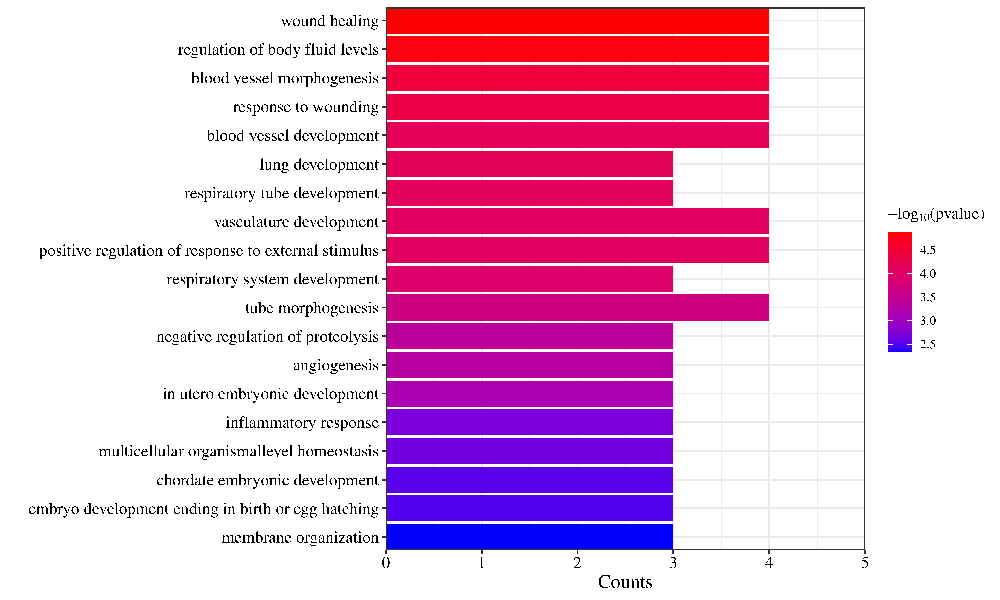 wound healing
regulation of body fluid levels
blood vessel morphogenesis
response to wounding
blood vessel development
lung development
respiratory tube development
vasculature development
positive regulation of response to external stimulus
respiratory system development
tube morphogenesis
negative regulation of proteolysis
angiogenesis
in utero embryonic development
inflammatory response
multicellular organismallevel homeostasis
chordate embryonic development
embryo development ending in birth or egg hatching
membrane organization
0 1 2 3 4 5
Counts
−log₁₀(pvalue)
4.5
4.0
3.5
3.0
2.5